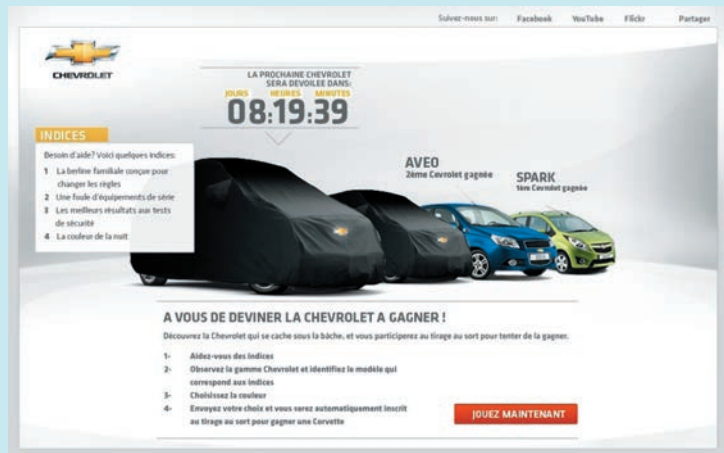 Suivez-nous sur: Facebook YouTube Flickr Partager
CHEVROLET
LA PROCHAINE CHEVROLET
SERA DEVOILEE DANS:
JOURS HEURES MINUTES
08:19:39
INDICES
Besoin d'aide? Voici quelques indices:
1 La berline familiale conçue pour
changer les règles
2 Une foule d'équipements de série
3 Les meilleurs résultats aux tests
de sécurité
4 La couleur de la nuit
AVEO
2ème Cevrolet gagnée
SPARK
1ère Cevrolet gagnée
A VOUS DE DEVINER LA CHEVROLET A GAGNER !
Découvrez la Chevrolet qui se cache sous la bâche, et vous participerez au tirage au sort pour tenter de la gagner.
1- Aidez-vous des indices
2- Observez la gamme Chevrolet et identifiez le modèle qui
correspond aux indices
3- Choisissez la couleur
4- Envoyez votre choix et vous serez automatiquement inscrit
au tirage au sort pour gagner une Corvette
JOUEZ MAINTENANT